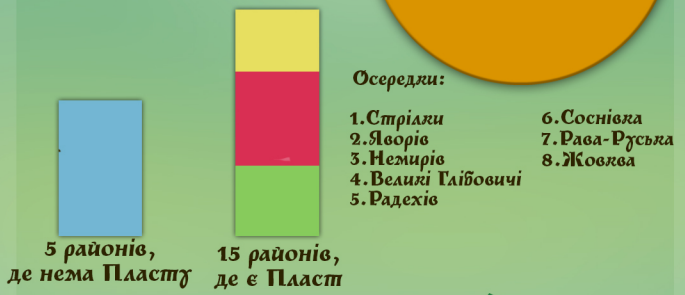 Осередки:
1.Стрілки
2.Яворів
3.Немирів
4.Великі Глібовичі
5.Радехів
6.Соснівка
7.Рава-Руська
8.Жовква
5 районів,
де нема Пласту
15 районів,
де є Пласт